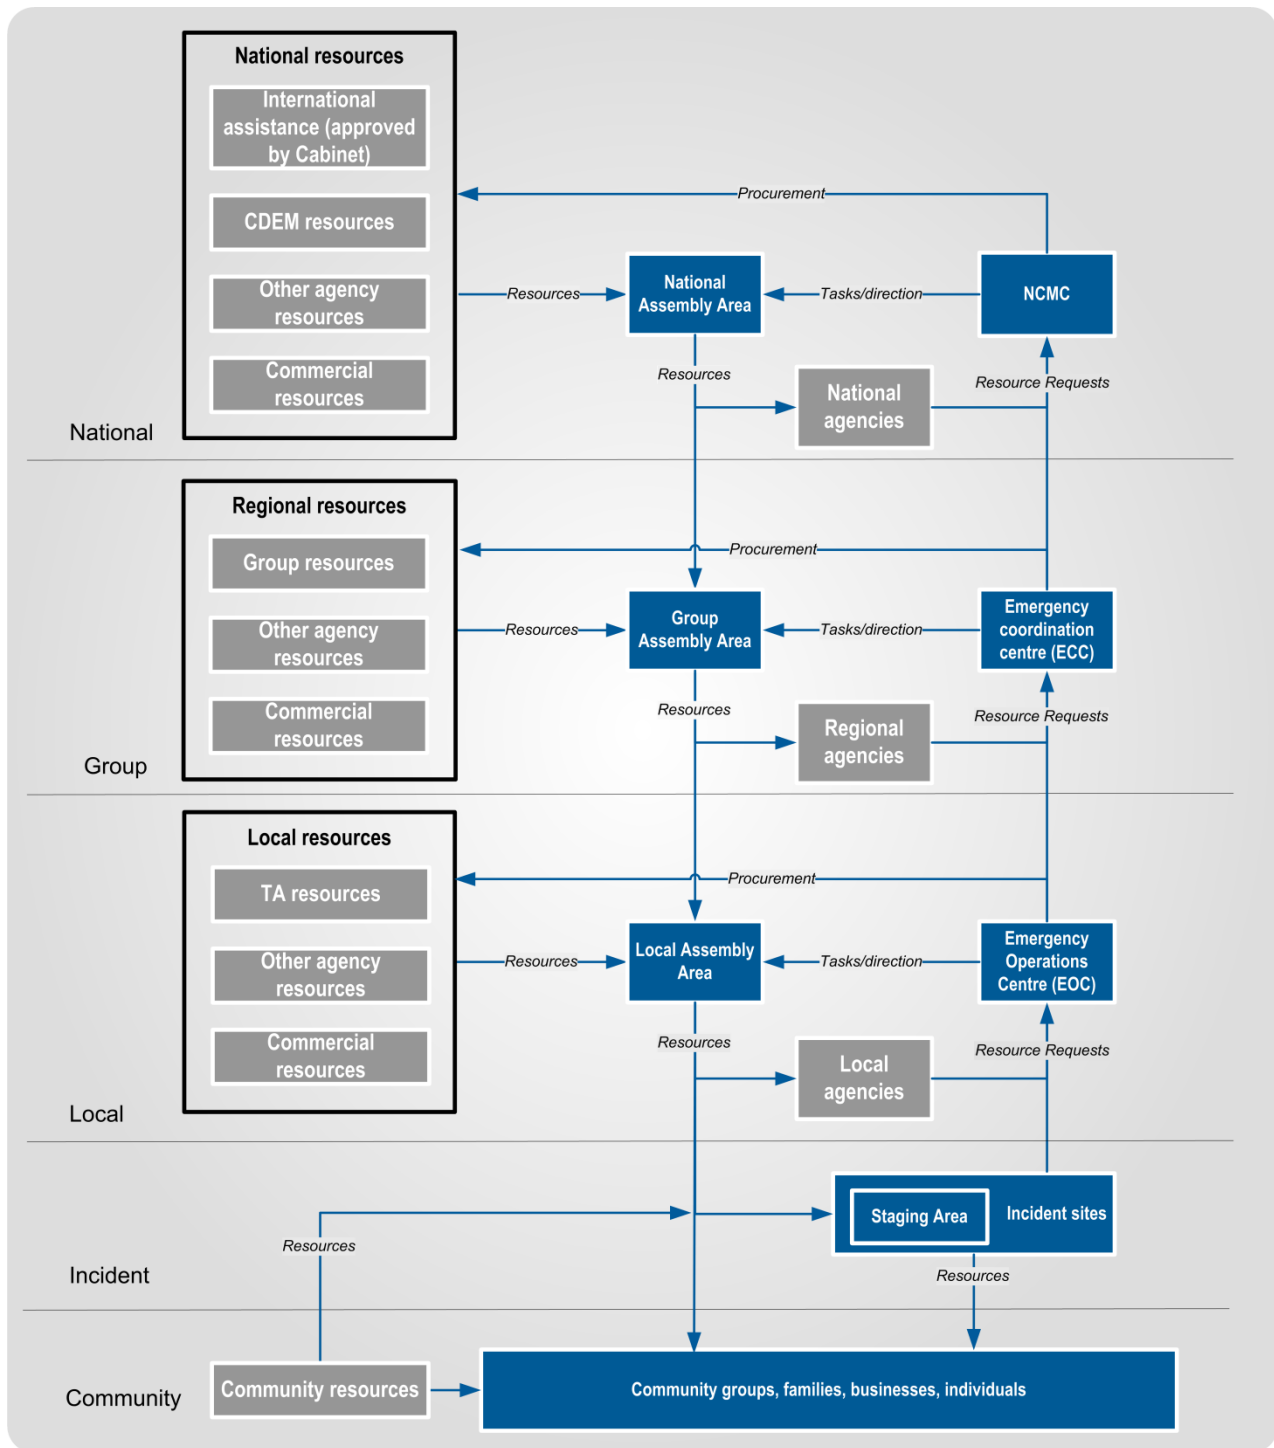 National resources
International
assistance (approved
by Cabinet)
CDEM resources
Other agency
resources
Commercial
resources
Procurement
Resources
National
Assembly Area
Tasks/direction
NCMC
Resources
Resource Requests
National
agencies
National
Regional resources
Group resources
Other agency
resources
Commercial
resources
Procurement
Resources
Group
Assembly Area
Tasks/direction
Emergency
coordination
centre (ECC)
Resources
Resource Requests
Regional
agencies
Group
Local resources
TA resources
Other agency
resources
Commercial
resources
Procurement
Resources
Local Assembly
Area
Tasks/direction
Emergency
Operations
Centre (EOC)
Resources
Resource Requests
Local
agencies
Local
Staging Area
Incident sites
Resources
Resources
Incident
Community resources
Community groups, families, businesses, individuals
Community